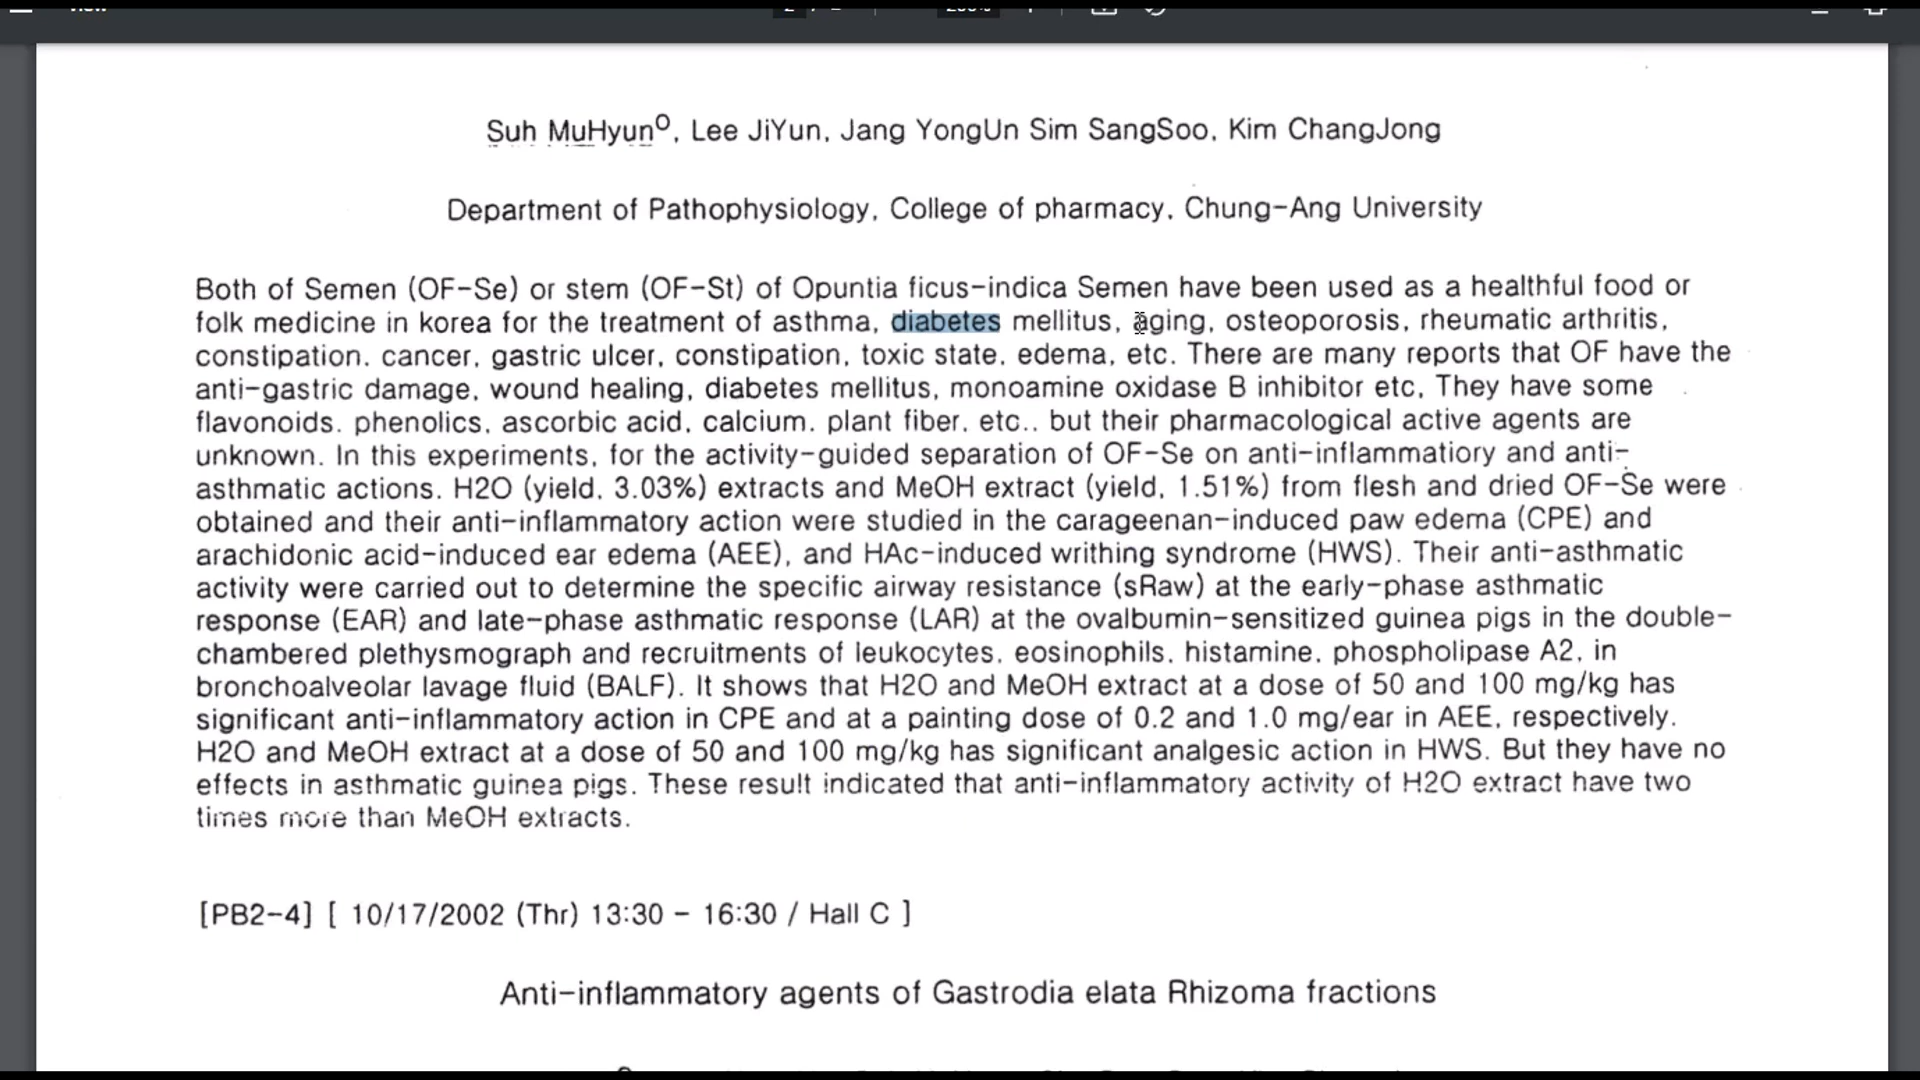 Suh MuHyunO, Lee JiYun, Jang YongUn Sim SangSoo, Kim ChangJong
Department of Pathophysiology, College of pharmacy, Chung-Ang University
Both of Semen (OF-Se) or stem (OF-St) of Opuntia ficus-indica Semen have been used as a healthful food or
folk medicine in korea for the treatment of asthma, diabetes mellitus, aging, osteoporosis, rheumatic arthritis,
constipation. cancer, gastric ulcer, constipation, toxic state. edema, etc. There are many reports that OF have the
anti-gastric damage, wound healing, diabetes mellitus, monoamine oxidase B inhibitor etc, They have some
flavonoids. phenolics, ascorbic acid, calcium. plant fiber. etc.. but their pharmacological active agents are
unknown. In this experiments, for the activity-guided separation of OF-Se on anti-inflammatiory and anti-
asthmatic actions. H2O (yield. 3.03%) extracts and MeOH extract (yield, 1.51%) from flesh and dried OF-Se were
obtained and their anti-inflammatory action were studied in the carageenan-induced paw edema (CPE) and
arachidonic acid-induced ear edema (AEE), and HAc-induced writhing syndrome (HWS). Their anti-asthmatic
activity were carried out to determine the specific airway resistance (sRaw) at the early-phase asthmatic
response (EAR) and late-phase asthmatic response (LAR) at the ovalbumin-sensitized guinea pigs in the double-
chambered plethysmograph and recruitments of leukocytes. eosinophils. histamine. phospholipase A2, in
bronchoalveolar lavage fluid (BALF). It shows that H2O and MeOH extract at a dose of 50 and 100 mg/kg has
significant anti-inflammatory action in CPE and at a painting dose of 0.2 and 1.0 mg/ear in AEE, respectively.
H2O and MeOH extract at a dose of 50 and 100 mg/kg has significant analgesic action in HWS. But they have no
effects in asthmatic guinea pigs. These result indicated that anti-inflammatory activity of H2O extract have two
times more than MeOH extracts.
[PB2-4] [ 10/17/2002 (Thr) 13:30 - 16:30 / Hall C ]
Anti-inflammatory agents of Gastrodia elata Rhizoma fractions